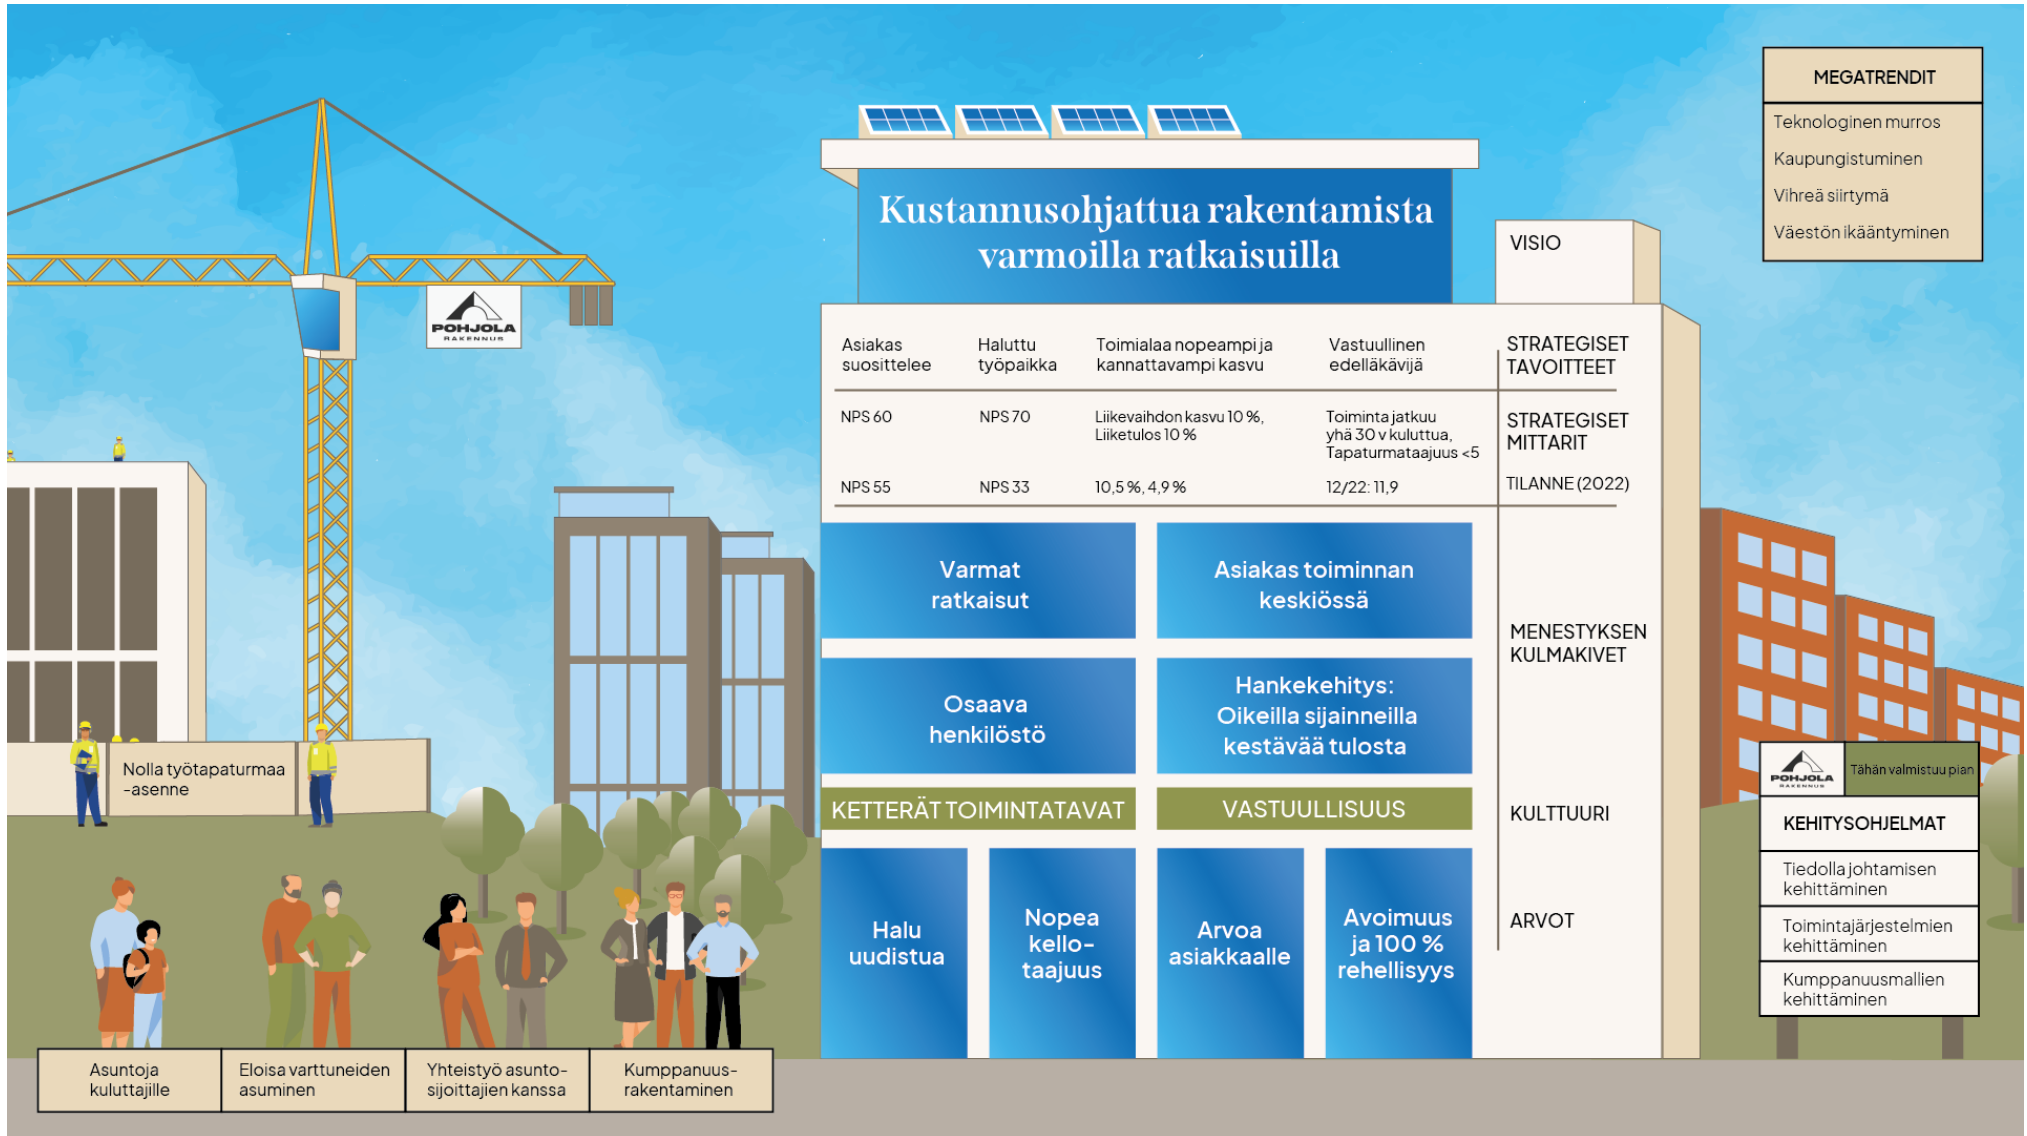 MEGATRENDIT
Teknologinen murros
Kaupungistuminen
Vihreä siirtymä
Väestön ikääntyminen
Kustannusohjattua rakentamista
varmoilla ratkaisuilla
VISIO
POHJOLA
RAKENNUS
Asiakas
suosittelee
Haluttu
työpaikka
Toimialaa nopeampi ja
kannattavampi kasvu
Vastuullinen
edelläkävijä
STRATEGISET
TAVOITTEET
NPS 60
NPS 70
Liikevaihdon kasvu 10 %,
Liiketulos 10 %
Toiminta jatkuu
yhä 30 v kuluttua,
Tapaturmataajuus <5
STRATEGISET
MITTARIT
NPS 55
NPS 33
10,5 %, 4,9 %
12/22: 11,9
TILANNE (2022)
Varmat
ratkaisut
Asiakas toiminnan
keskiössä
Osaava
henkilöstö
Hankekehitys:
Oikeilla sijainneilla
kestävää tulosta
MENESTYKSEN
KULMAKIVET
KETTERÄT TOIMINTATAVAT
VASTUULLISUUS
KULTTUURI
Halu
uudistua
Nopea
kello-
taajuus
Arvoa
asiakkaalle
Avoimuus
ja 100 %
rehellisyys
ARVOT
Nolla työtapaturmaa
-asenne
POHJOLA
RAKENNUS
Tähän valmistuu pian
KEHITYSOHJELMAT
Tiedolla johtamisen
kehittäminen
Toimintajärjestelmien
kehittäminen
Kumppanuusmallien
kehittäminen
Asuntoja
kuluttajille
Eloisa varttuneiden
asuminen
Yhteistyö asunto-
sijoittajien kanssa
Kumppanuus-
rakentaminen